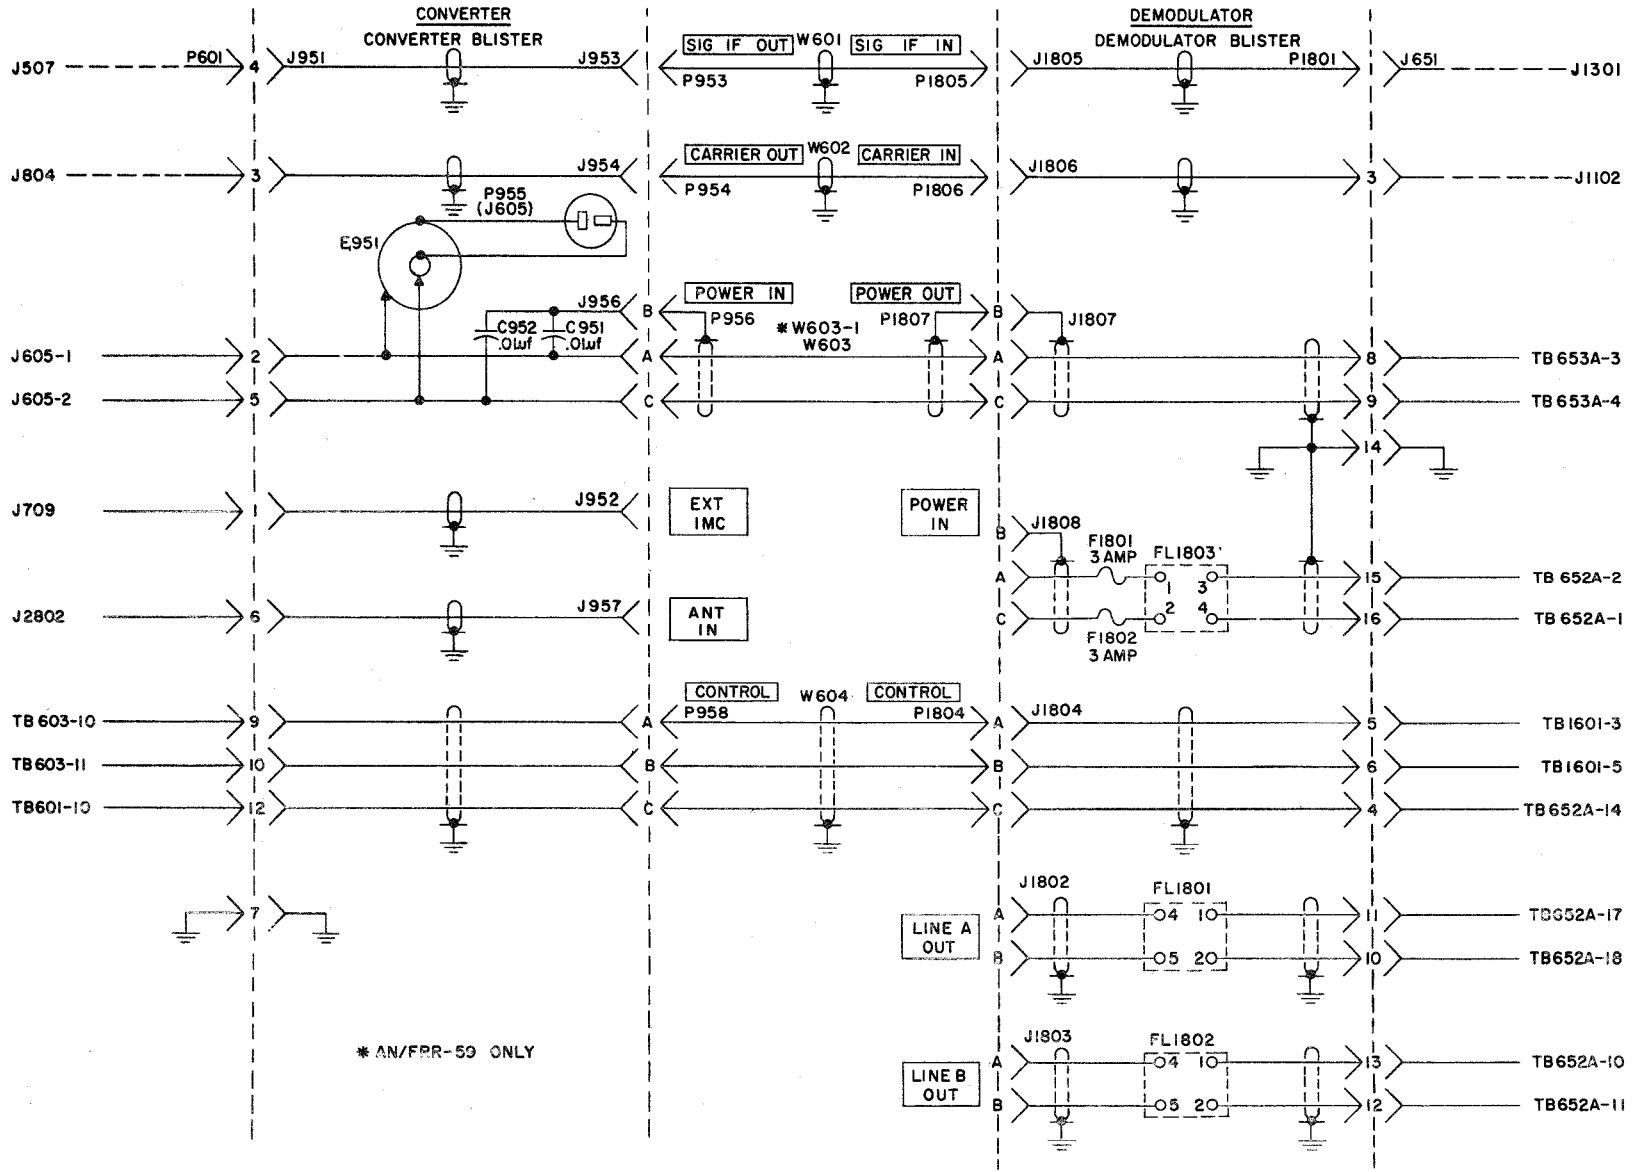 CONVERTER
CONVERTER BLISTER
DEMODULATOR
DEMODULATOR BLISTER
J507 P601 4 J951 J953 SIG IF OUT W601 SIG IF IN J1805 P1801 J651 J1301
P953 P1805
J804 3 J954 CARRIER OUT W602 CARRIER IN J1806 3 J1102
P954 P1806
P955
(J605)
E951
J956 B POWER IN POWER OUT B J1807
P956 P1807
* W603-1
W603
C952
.01uf
C951
.01uf
J605-1 2 A A 8 TB653A-3
J605-2 5 C C 9 TB653A-4
14
J709 1 J952
EXT
IMC
POWER
IN
B J1808
F1801
3 AMP
FL1803
A 1 3 15 TB 652A-2
J2802 6 J957
ANT
IN
C 2 4 16 TB 652A-1
F1802
3 AMP
CONTROL W604 CONTROL
TB603-10 9 A P958 P1804 A J1804 5 TB1601-3
TB603-11 10 B B 6 TB1601-5
TB601-10 12 C C 4 TB652A-14
7
J1802 FL1801
LINE A
OUT
A 4 1 11 TB652A-17
B 5 2 10 TB652A-18
* AN/FRR-59 ONLY
J1803 FL1802
LINE B
OUT
A 4 1 13 TB652A-10
B 5 2 12 TB652A-11